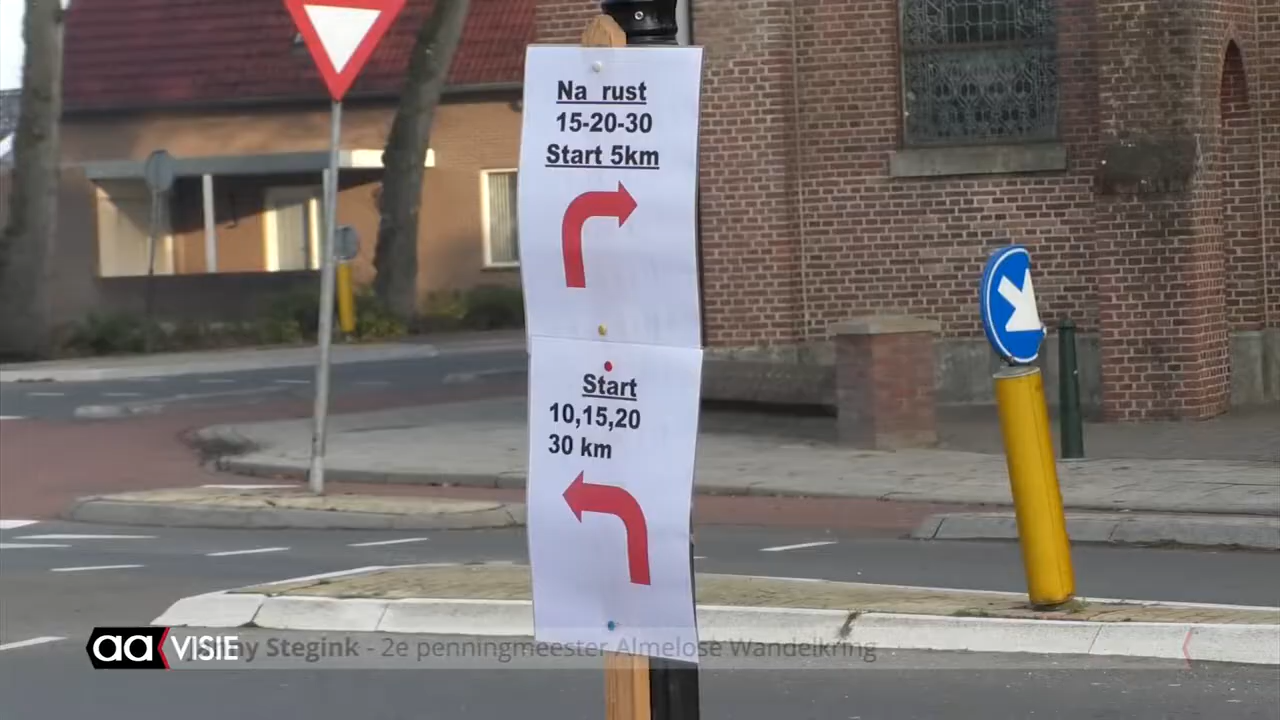 Na rust
15-20-30
Start 5km
Start
10,15,20
30 km
aa VISIE
Stegink - 2e penningmeester Almelose Wandelkring